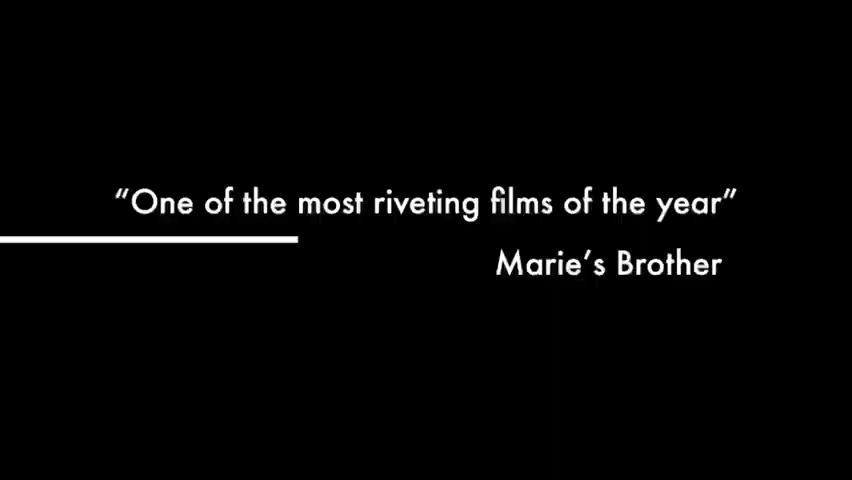 “One of the most riveting films of the year”
Marie’s Brother